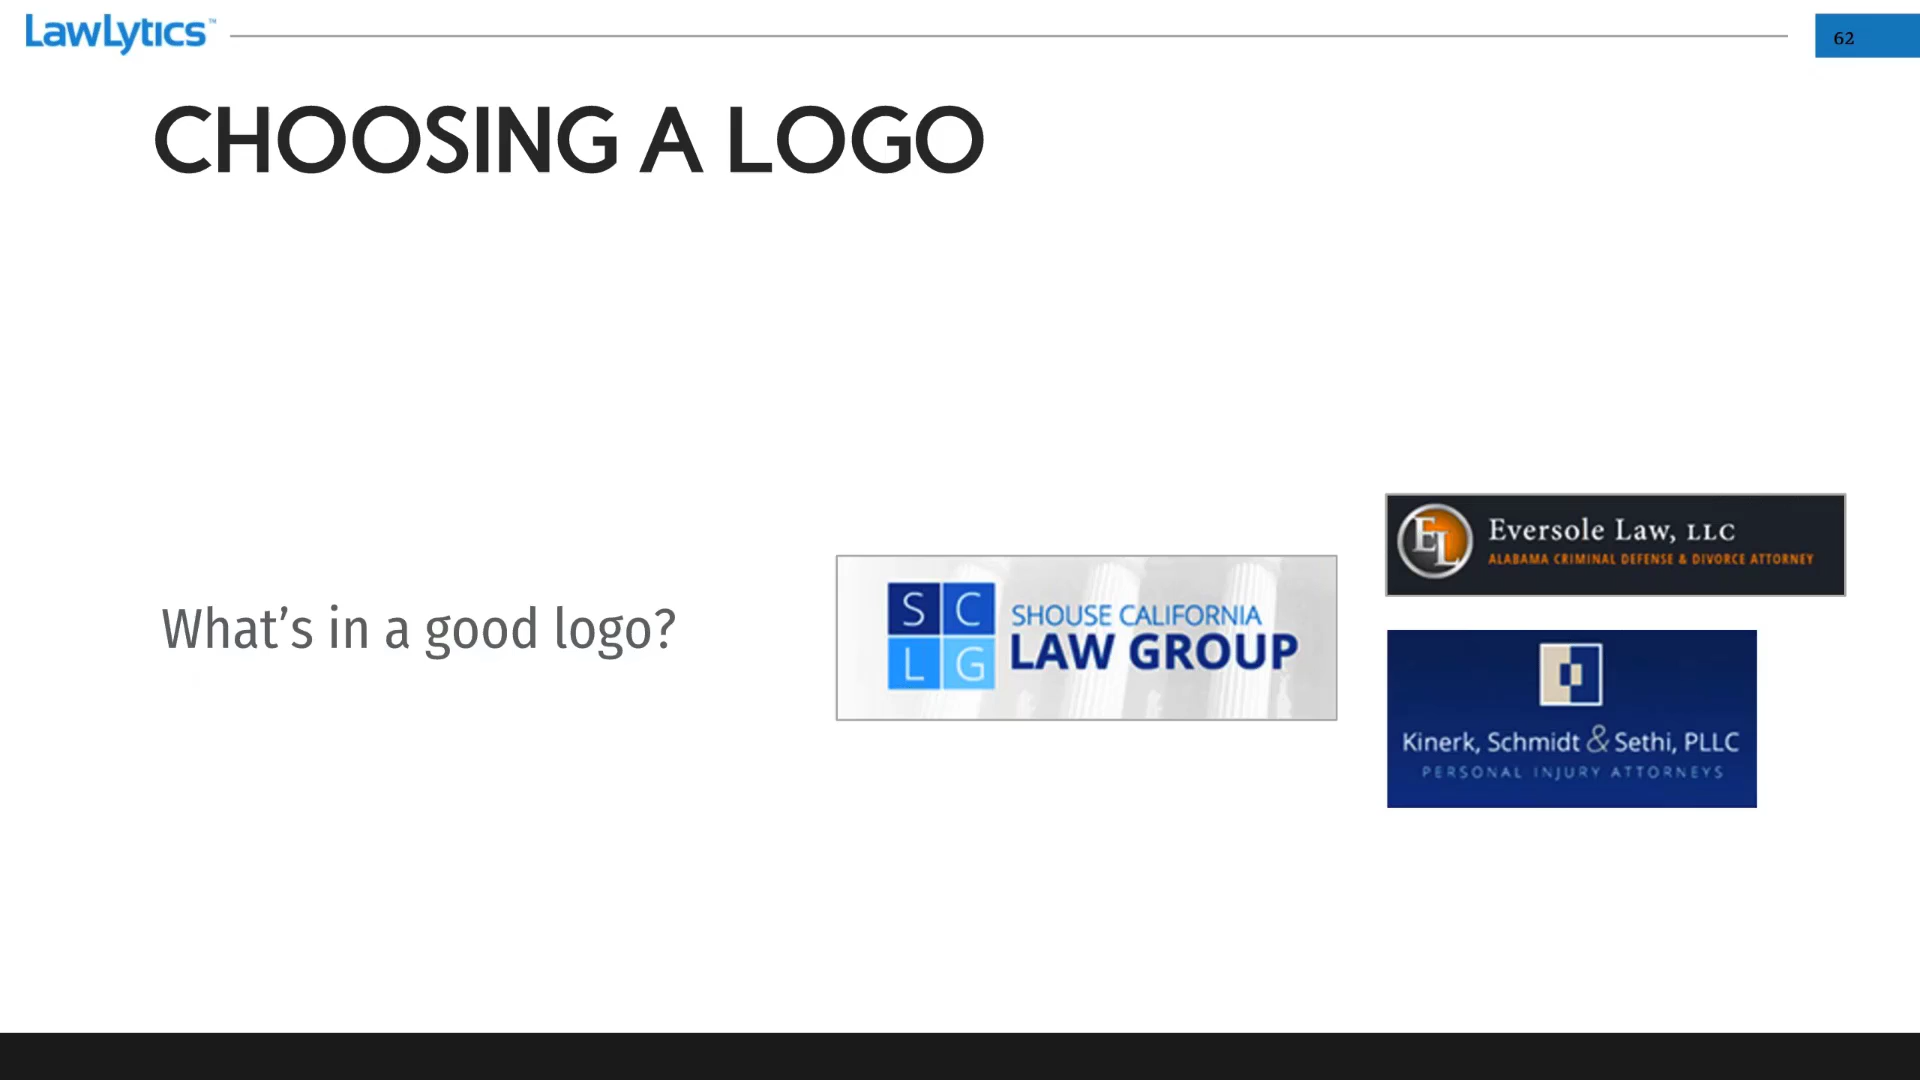 LawLytics™
62
CHOOSING A LOGO
What's in a good logo?
S C
L G
SHOUSE CALIFORNIA
LAW GROUP
EL
Eversole Law, LLC
ALABAMA CRIMINAL DEFENSE & DIVORCE ATTORNEY
Kinerk, Schmidt & Sethi, PLLC
PERSONAL INJURY ATTORNEYS